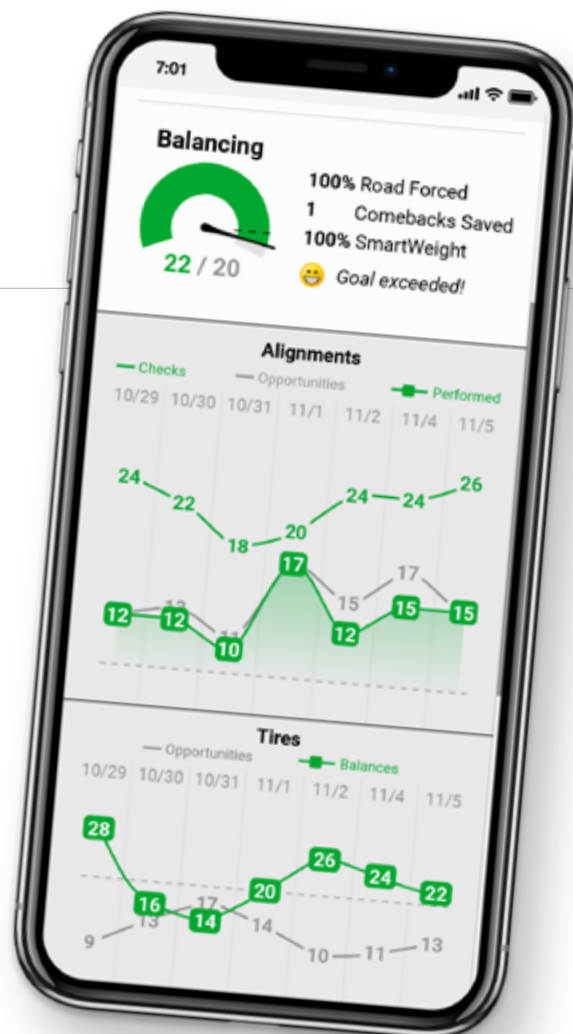 7:01
Balancing
100% Road Forced
1 Comebacks Saved
100% SmartWeight
22 / 20
Goal exceeded!
Alignments
Checks Opportunities Performed
10/29 10/30 10/31 11/1 11/2 11/4 11/5
24 22 18 20 24 24 26
17 15 17
12 12 10 12 15 15
Tires
Opportunities Balances
10/29 10/30 10/31 11/1 11/2 11/4 11/5
28 16 14 20 26 24 22
9 13 17 14 10 11 13